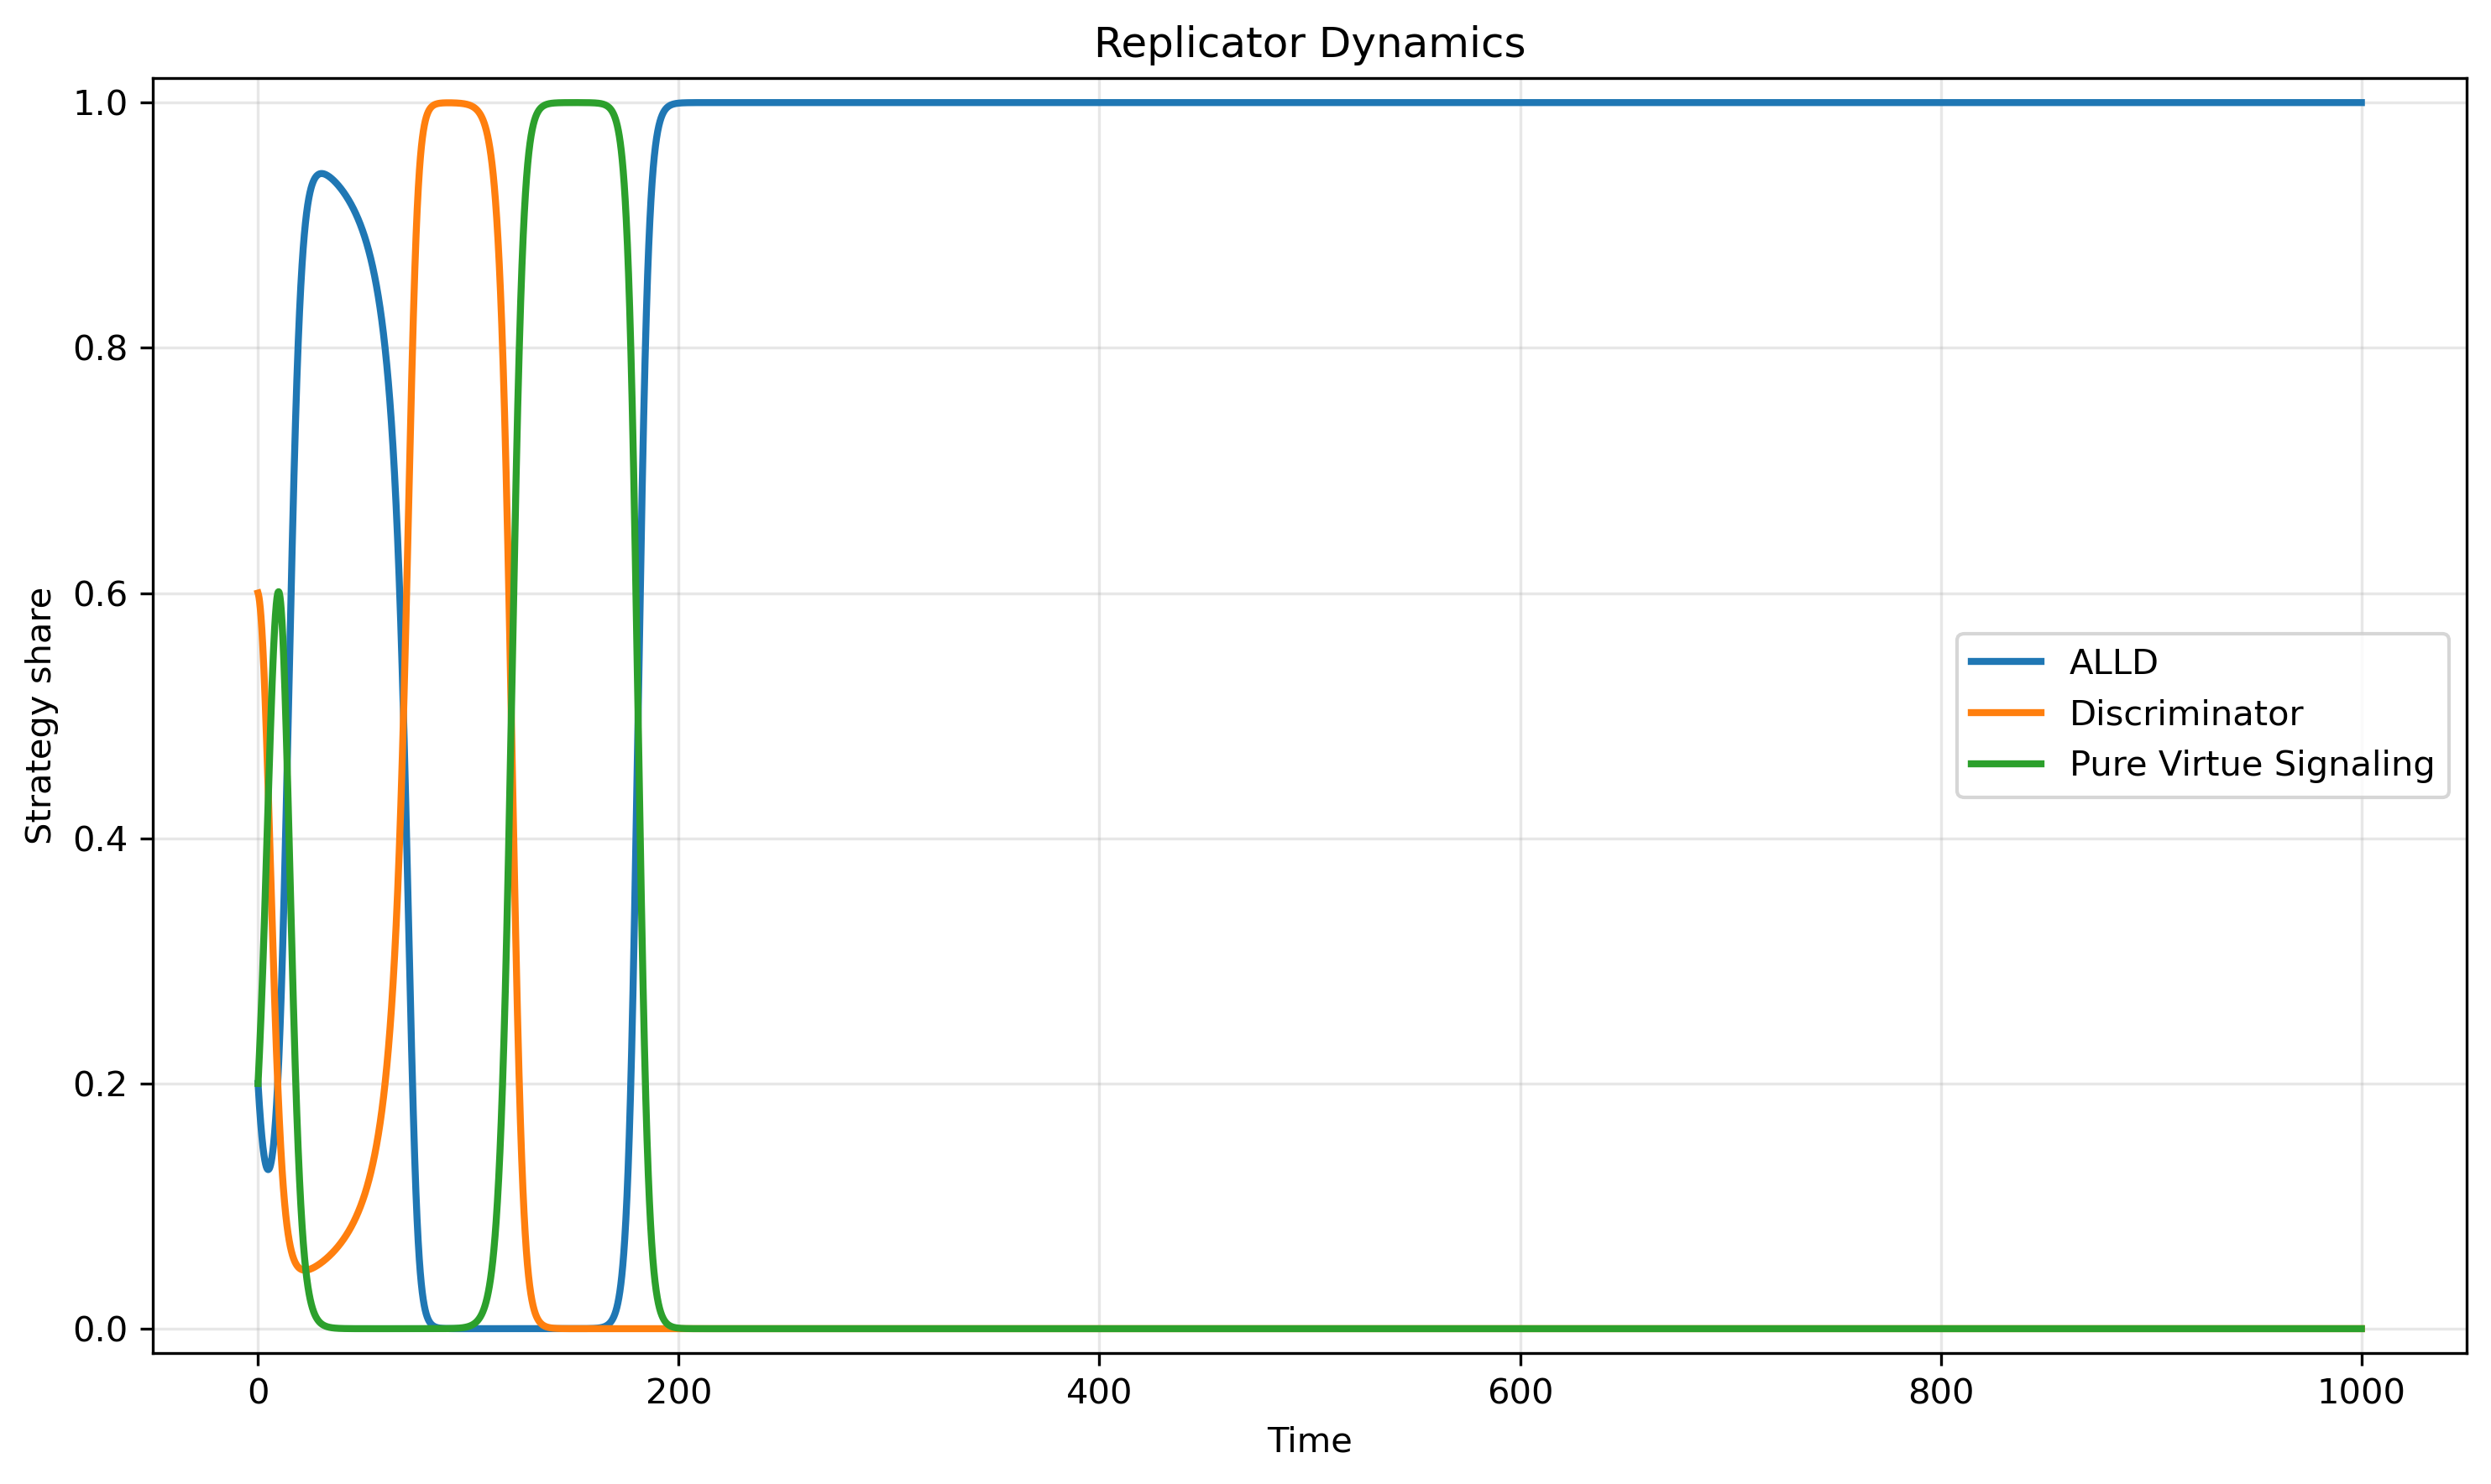 Replicator Dynamics
Strategy share
1.0
0.8
0.6
0.4
0.2
0.0
ALLD
Discriminator
Pure Virtue Signaling
0
200
400
600
800
1000
Time